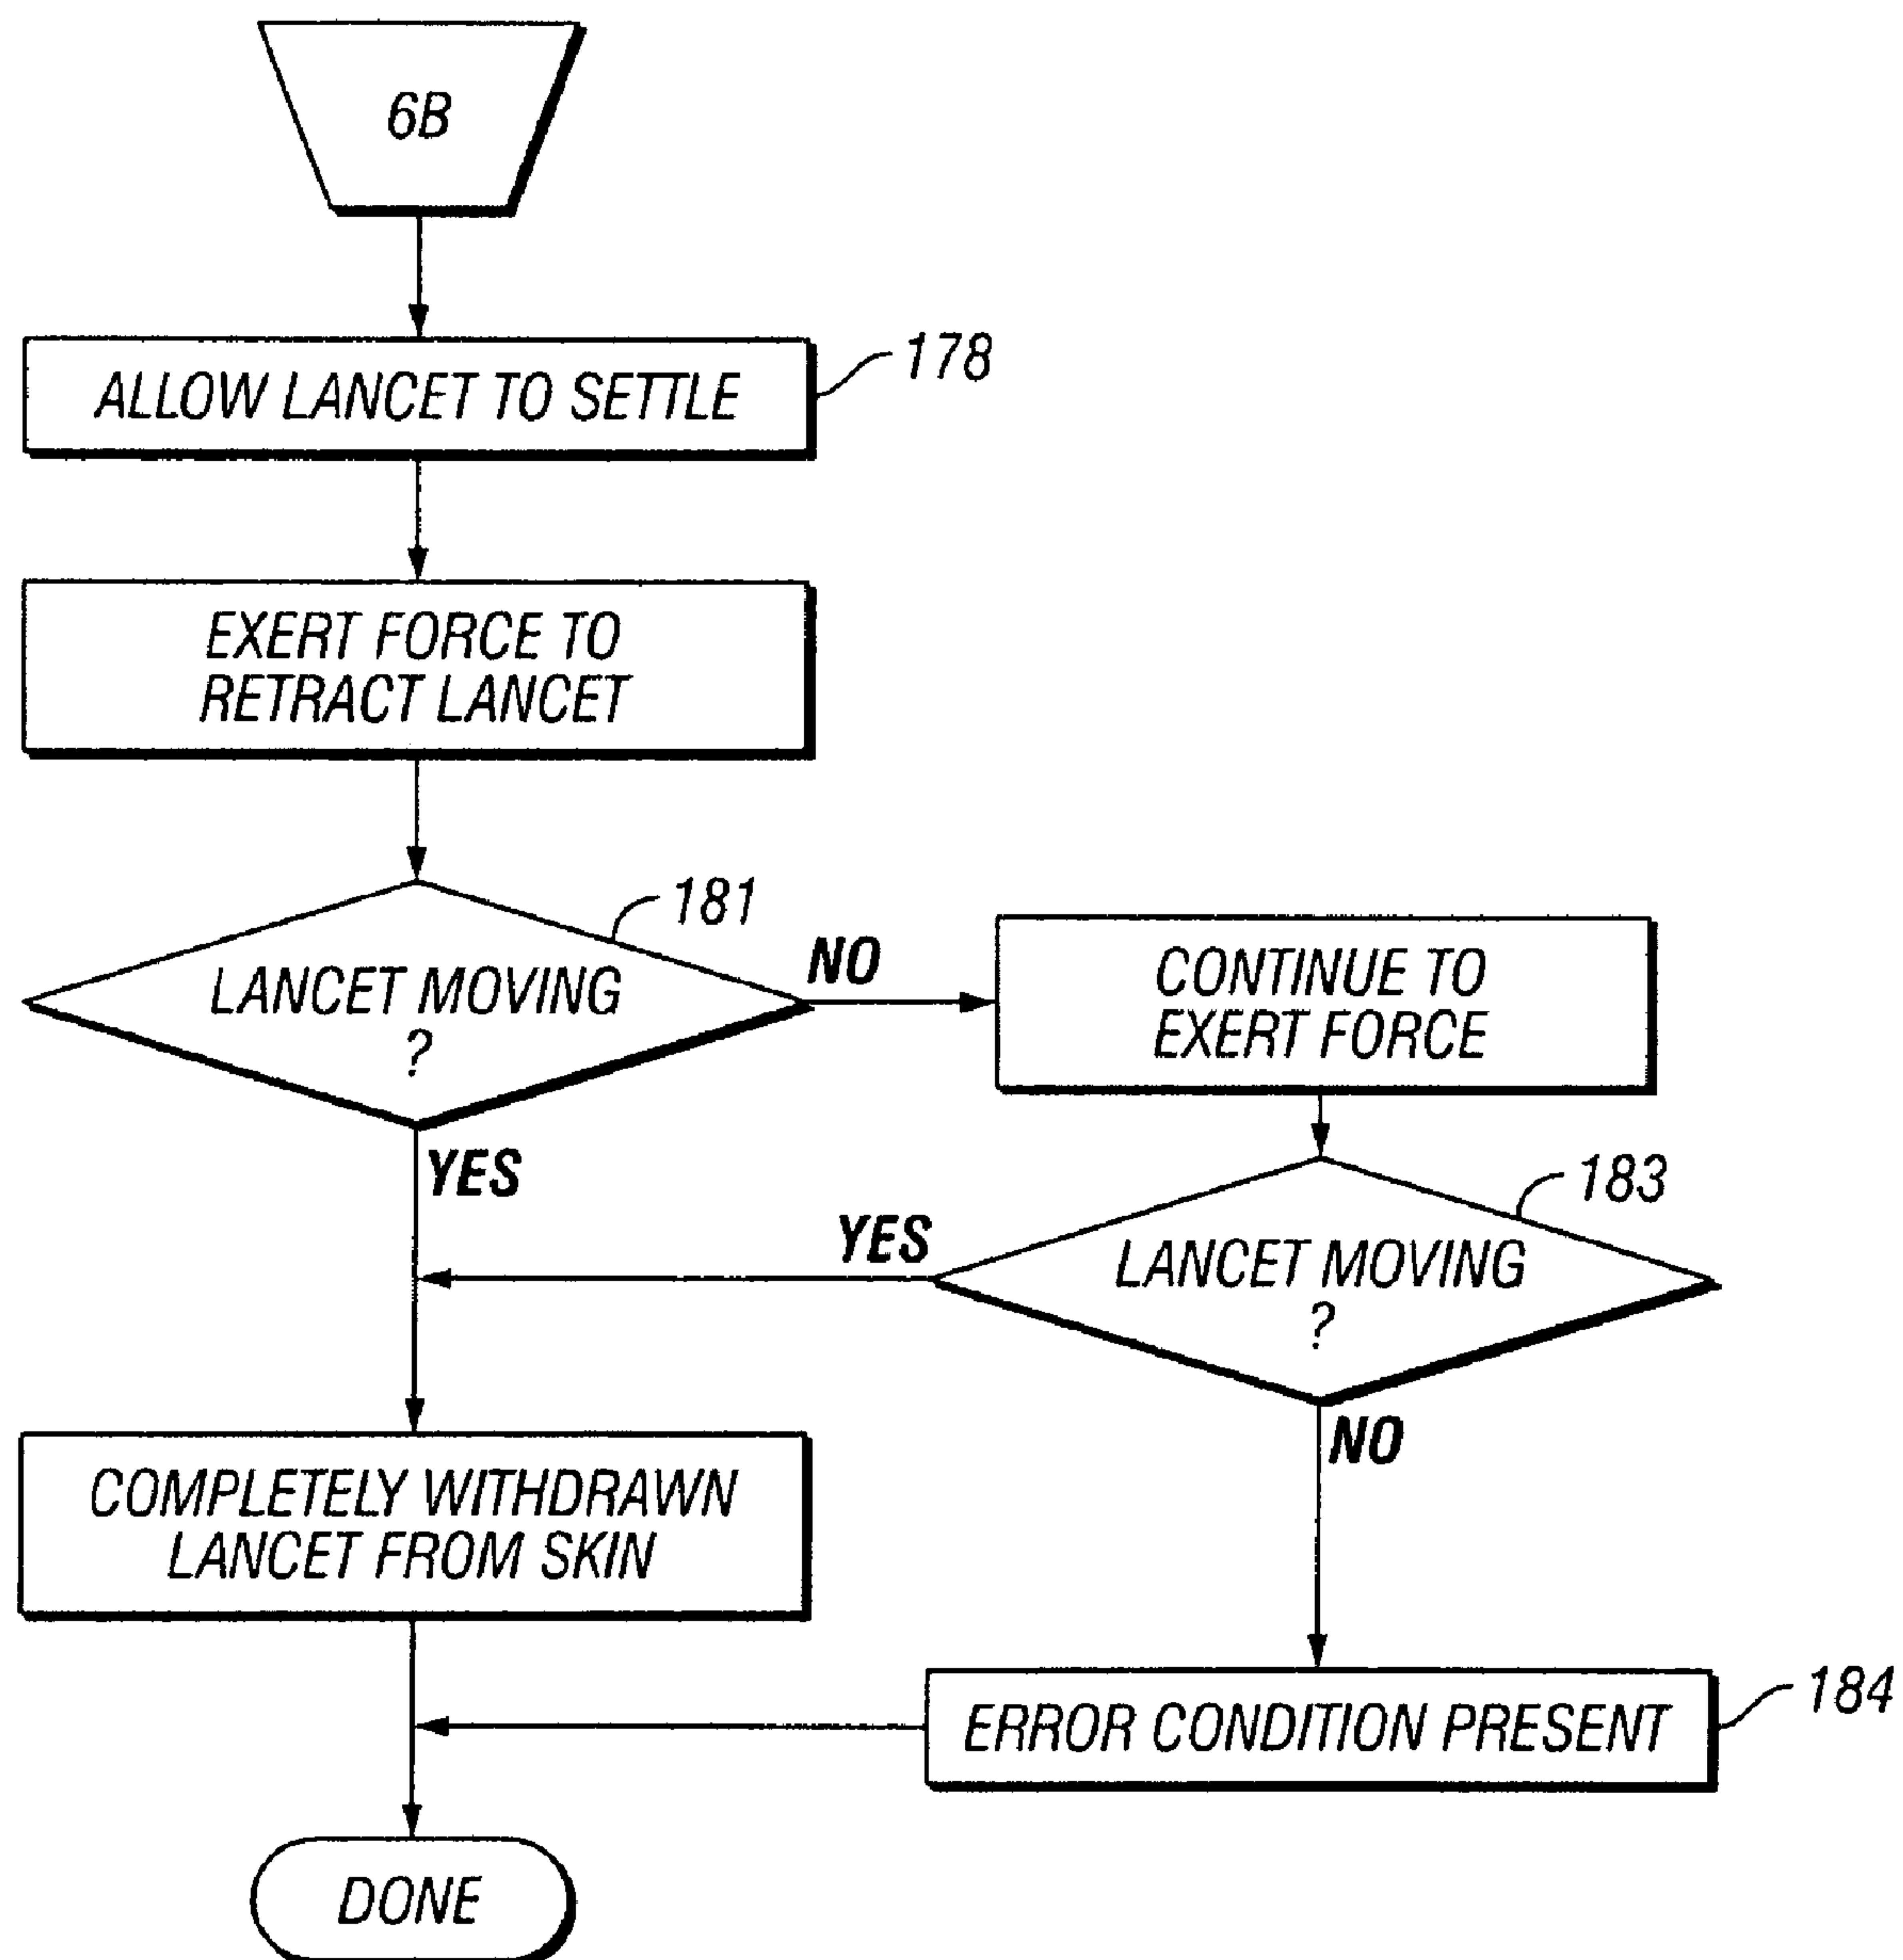 6B
ALLOW LANCET TO SETTLE
178
EXERT FORCE TO
RETRACT LANCET
181
LANCET MOVING
?
NO
CONTINUE TO
EXERT FORCE
YES
183
YES
LANCET MOVING
?
NO
COMPLETELY WITHDRAWN
LANCET FROM SKIN
184
ERROR CONDITION PRESENT
DONE